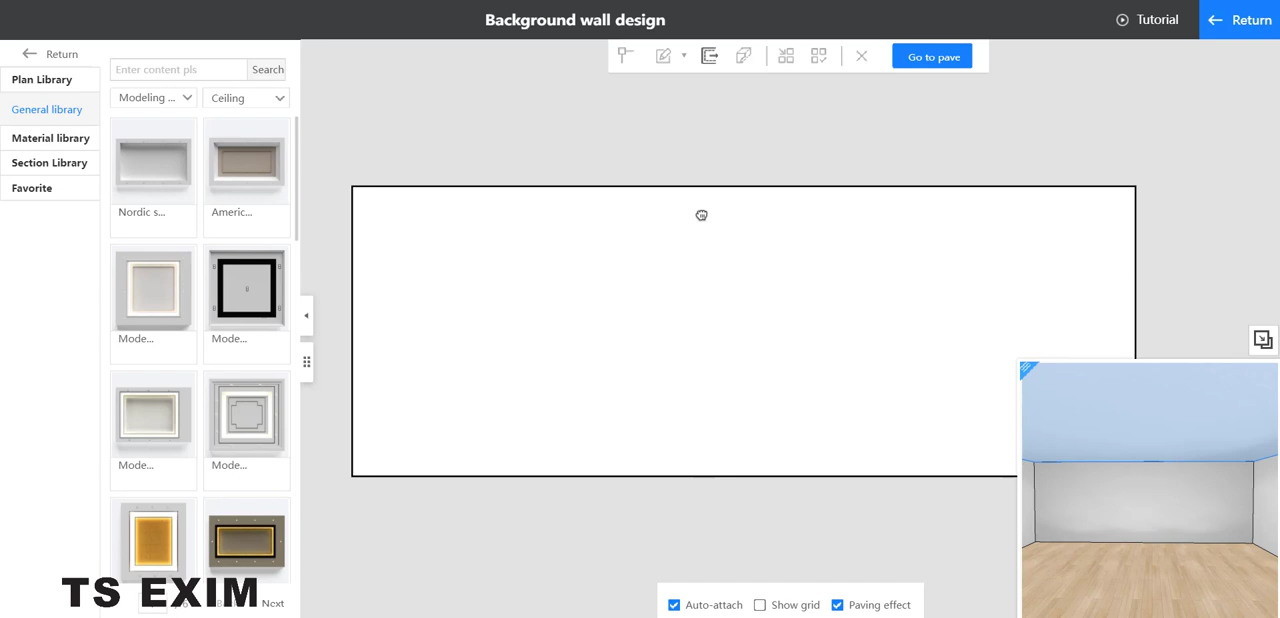 Background wall design
Tutorial
Return
Return
Plan Library
General library
Material library
Section Library
Favorite
Enter content pls
Search
Modeling ...
Ceiling
Nordic s...
Americ...
Mode...
Mode...
Mode...
Mode...
Go to pave
TS EXIM
Next
Auto-attach
Show grid
Paving effect